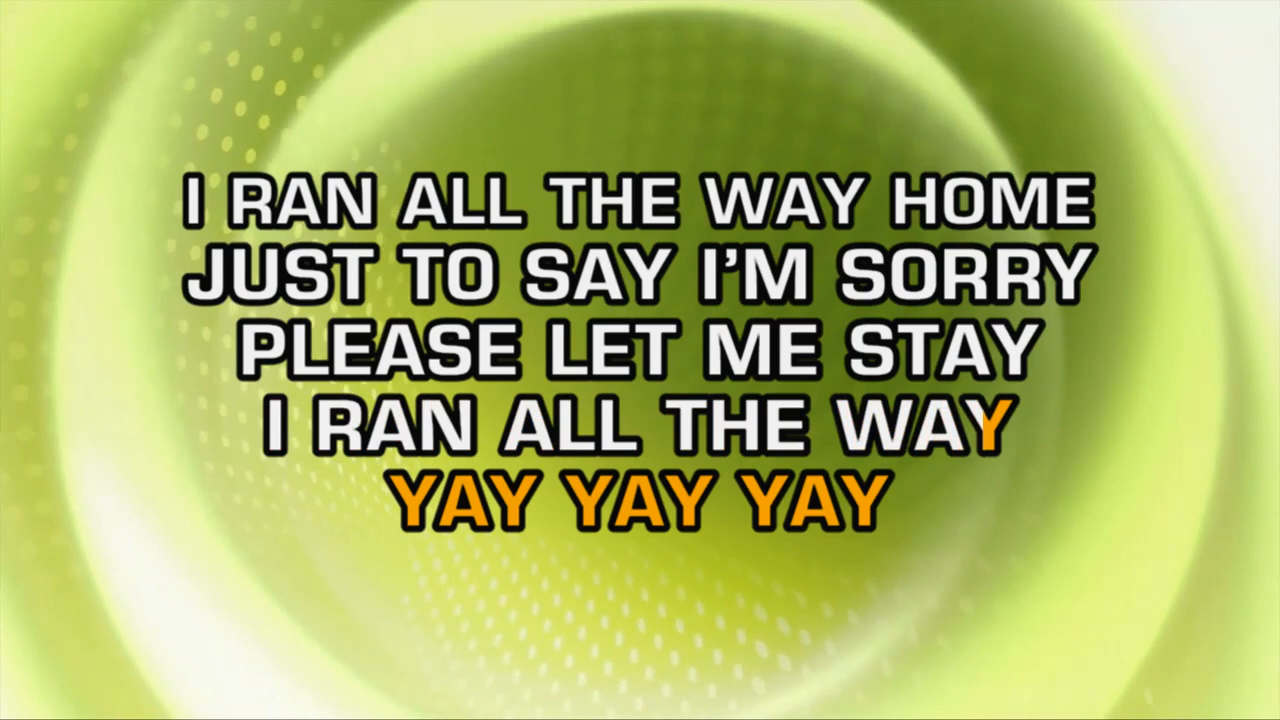 I RAN ALL THE WAY HOME
JUST TO SAY I'M SORRY
PLEASE LET ME STAY
I RAN ALL THE WAY
YAY YAY YAY